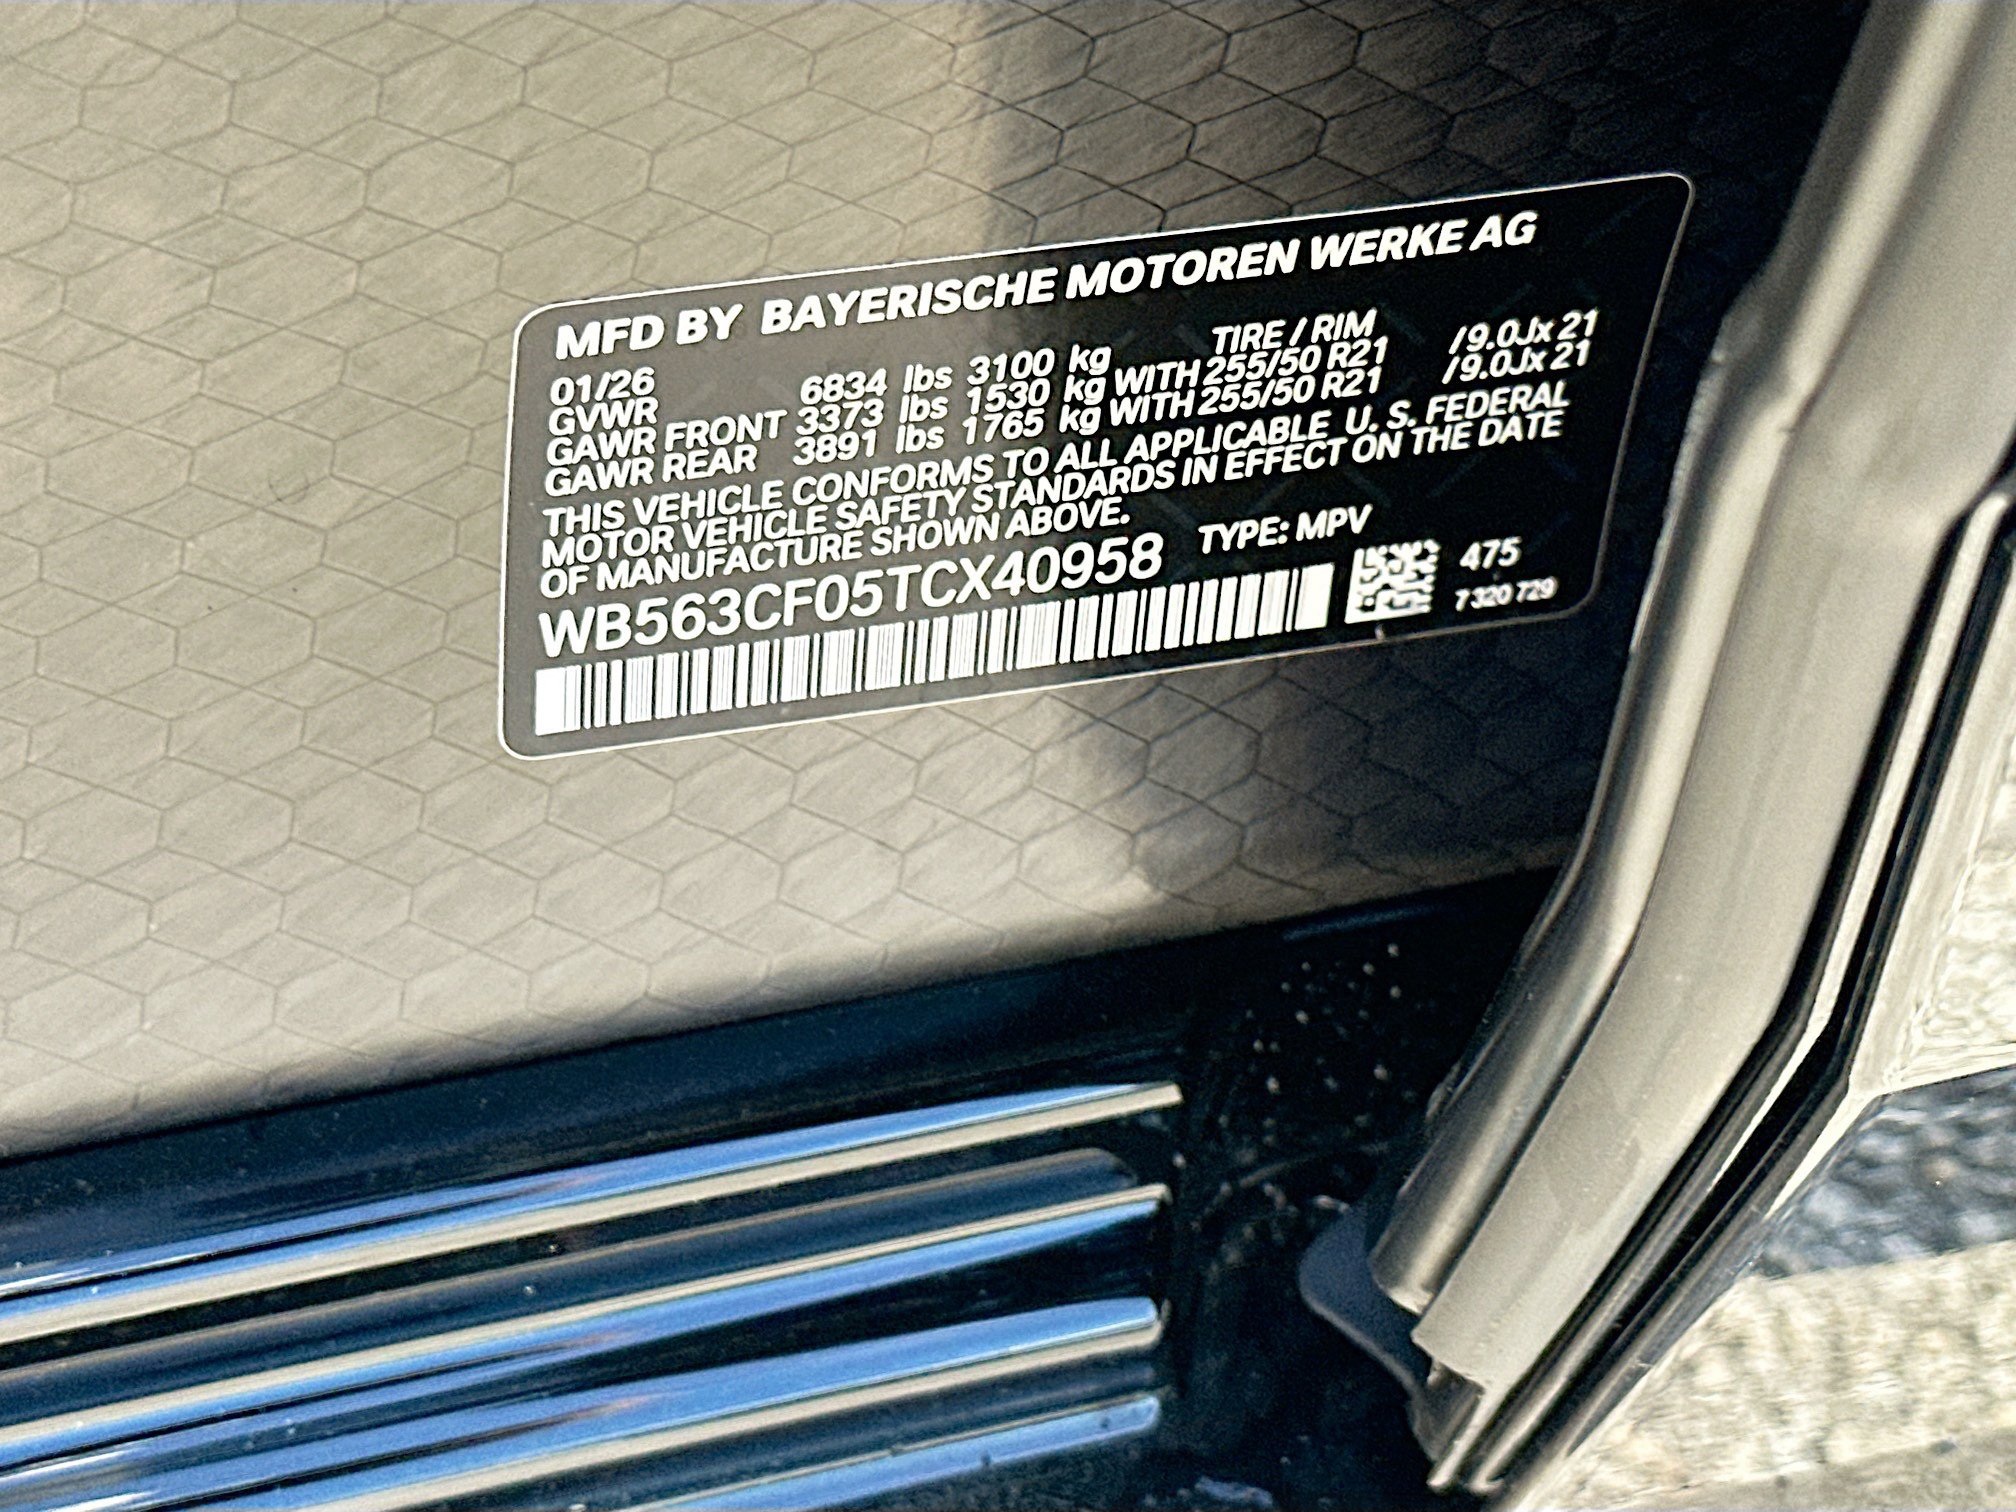 MFD BY BAYERISCHE MOTOREN WERKE AG
01/26 TIRE / RIM
GVWR 6834 lbs 3100 kg
GAWR FRONT 3373 lbs 1530 kg WITH 255/50 R21 /9.0Jx 21
GAWR REAR 3891 lbs 1765 kg WITH 255/50 R21 /9.0Jx 21
THIS VEHICLE CONFORMS TO ALL APPLICABLE U. S. FEDERAL
MOTOR VEHICLE SAFETY STANDARDS IN EFFECT ON THE DATE
OF MANUFACTURE SHOWN ABOVE.
WB563CF05TCX40958 TYPE: MPV
475
7 320 729